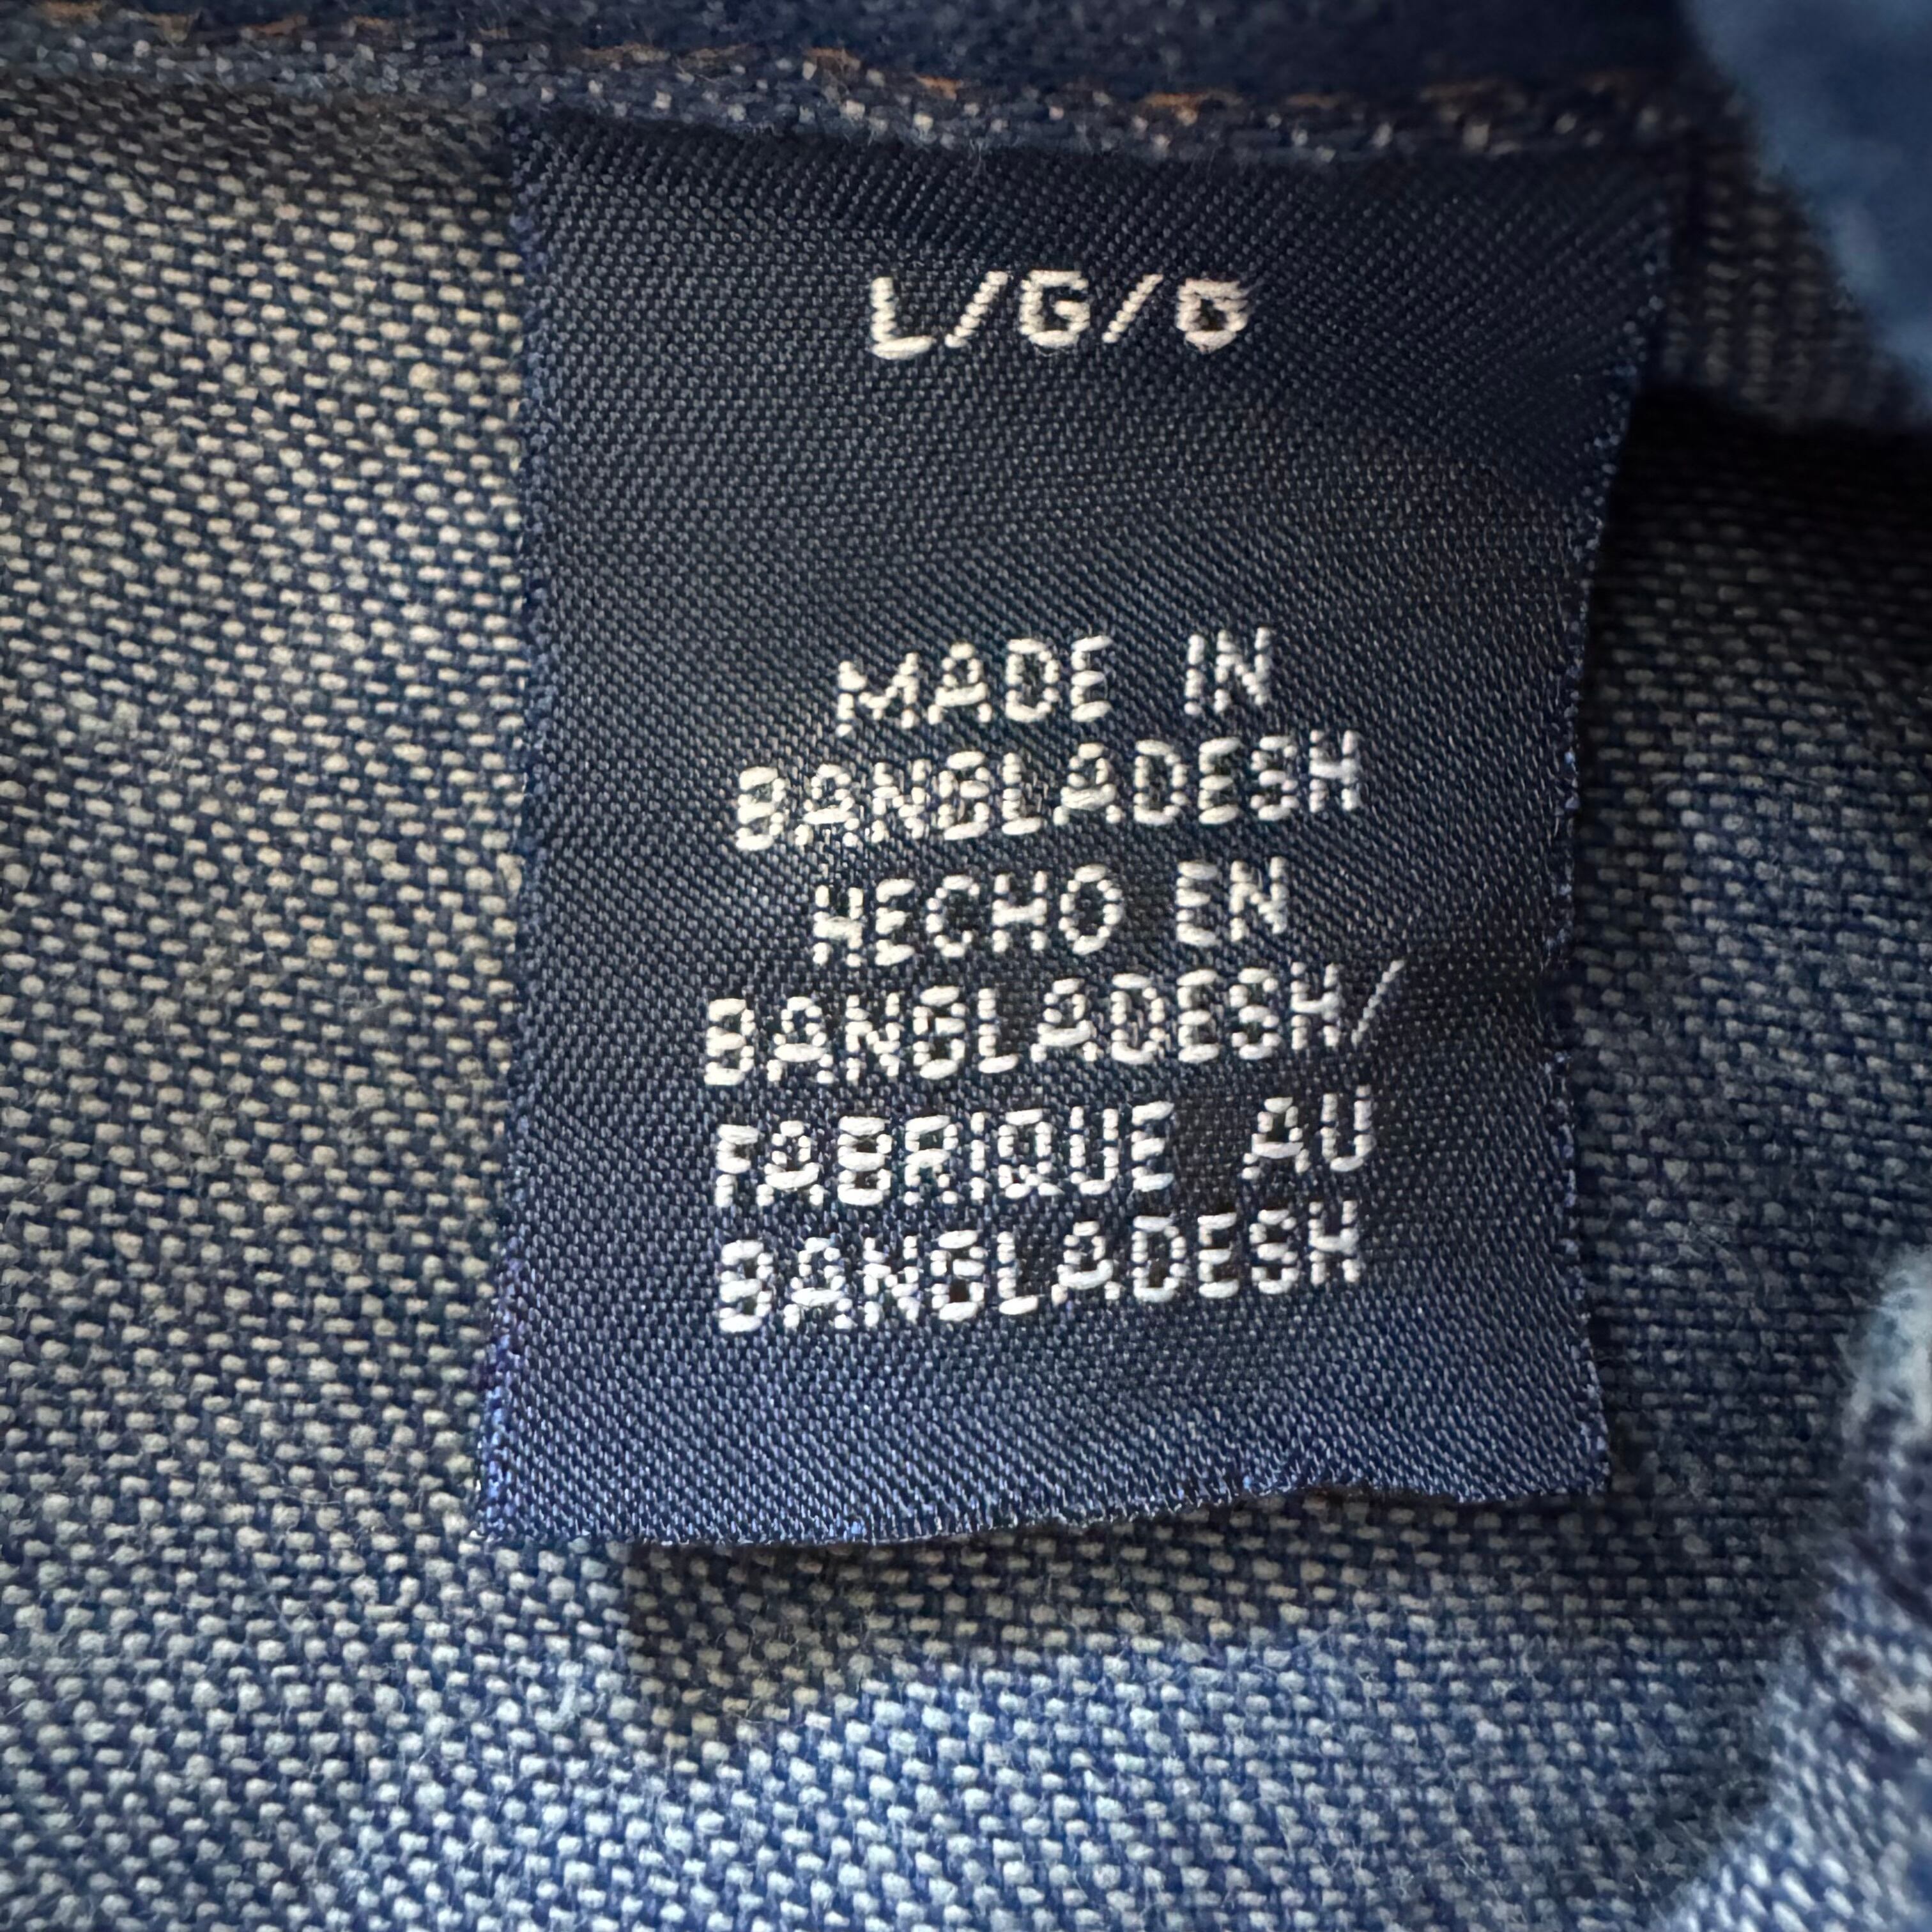 L/G/G
MADE IN
BANGLADESH
HECHO EN
BANGLADESH/
FABRIQUE AU
BANGLADESH